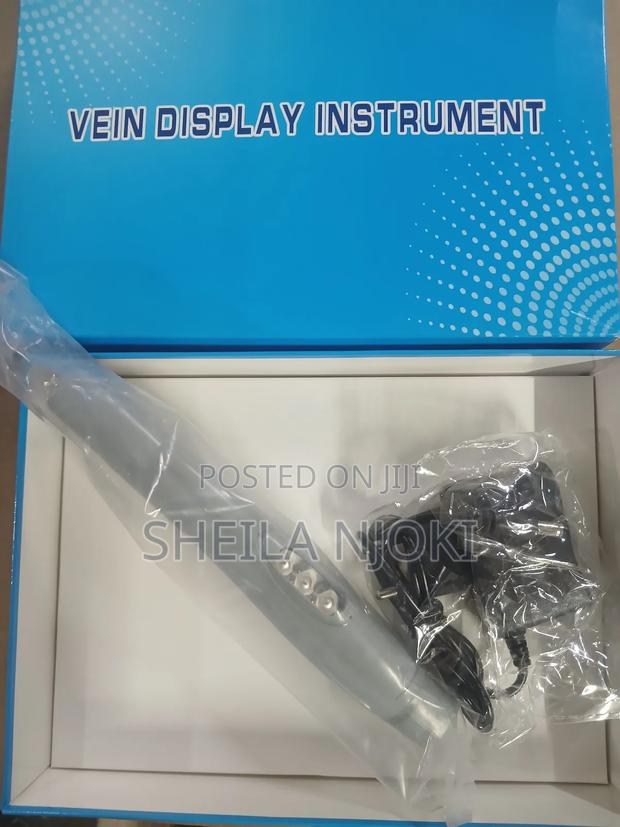 VEIN DISPLAY INSTRUMENT
POSTED ON JIJI
SHEILA NJOKI